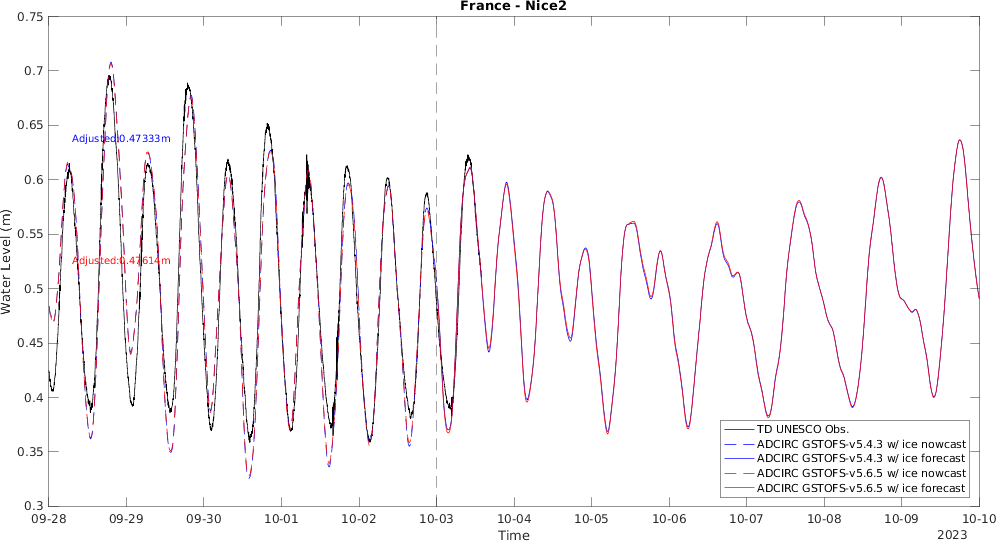 France - Nice2
0.75
0.7
0.65
0.6
0.55
0.5
0.45
0.4
0.35
0.3
Water Level (m)
Adjusted:0.47333m
Adjusted:0.47614m
TD UNESCO Obs.
ADCIRC GSTOFS-v5.4.3 w/ ice nowcast
ADCIRC GSTOFS-v5.4.3 w/ ice forecast
ADCIRC GSTOFS-v5.6.5 w/ ice nowcast
ADCIRC GSTOFS-v5.6.5 w/ ice forecast
09-28 09-29 09-30 10-01 10-02 10-03 10-04 10-05 10-06 10-07 10-08 10-09 10-10
Time
2023